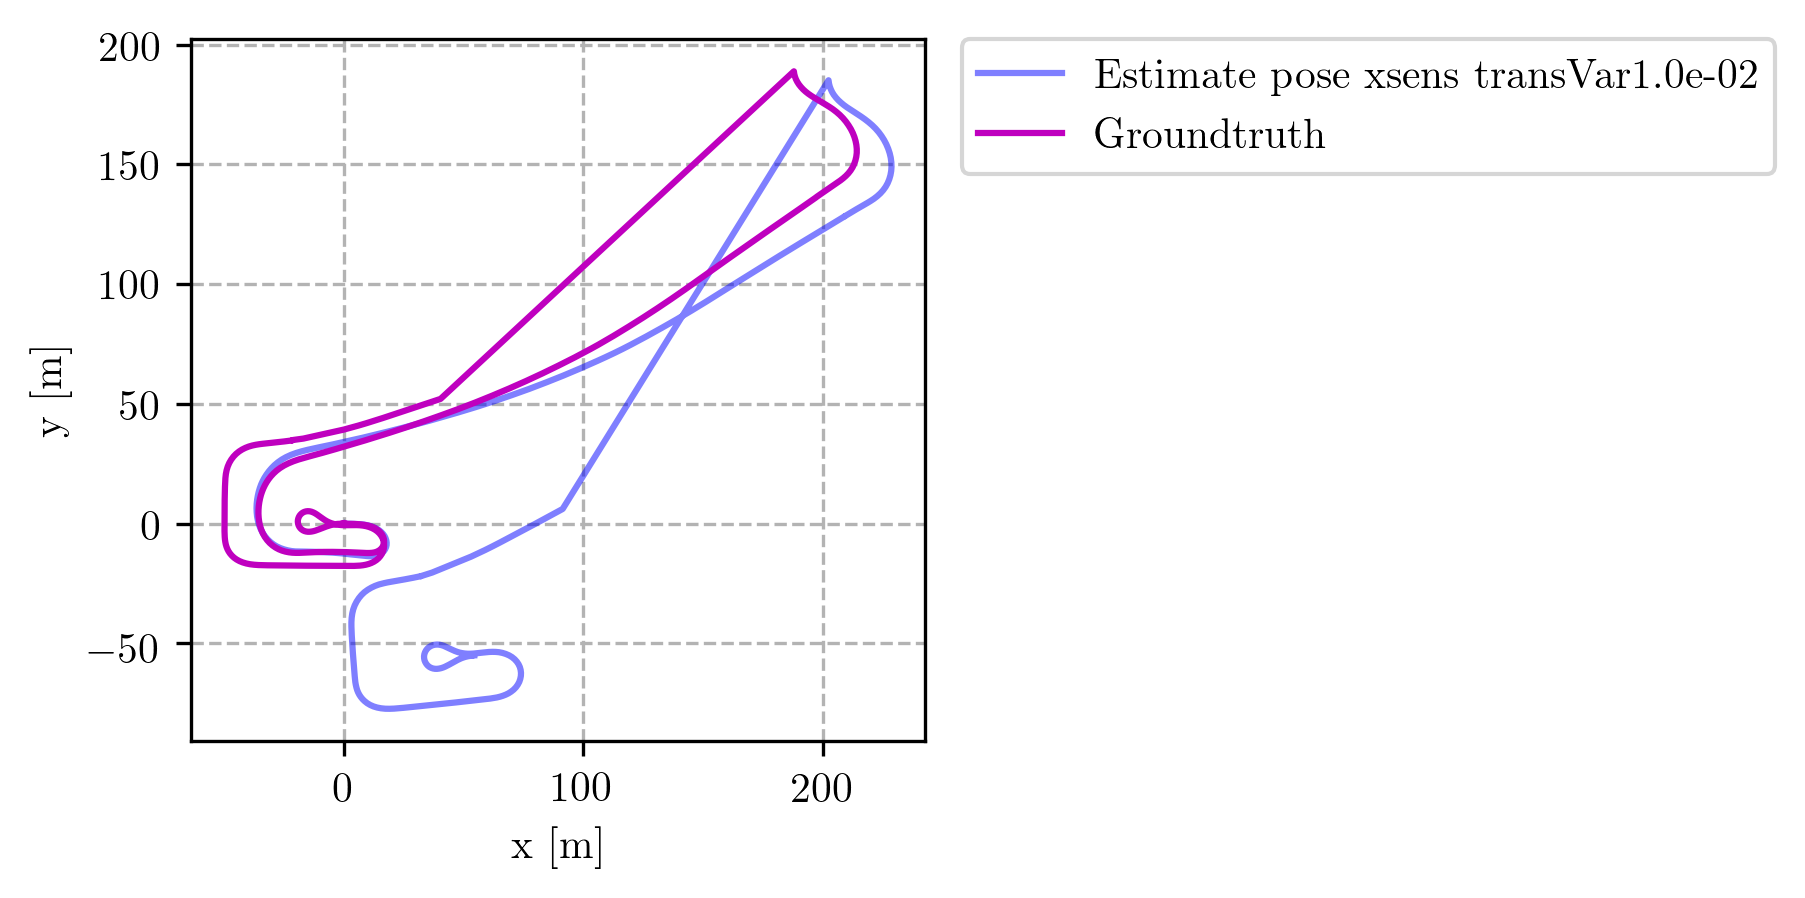 200
150
100
50
0
−50
y [m]
0 100 200
x [m]
Estimate pose xsens transVar1.0e-02
Groundtruth